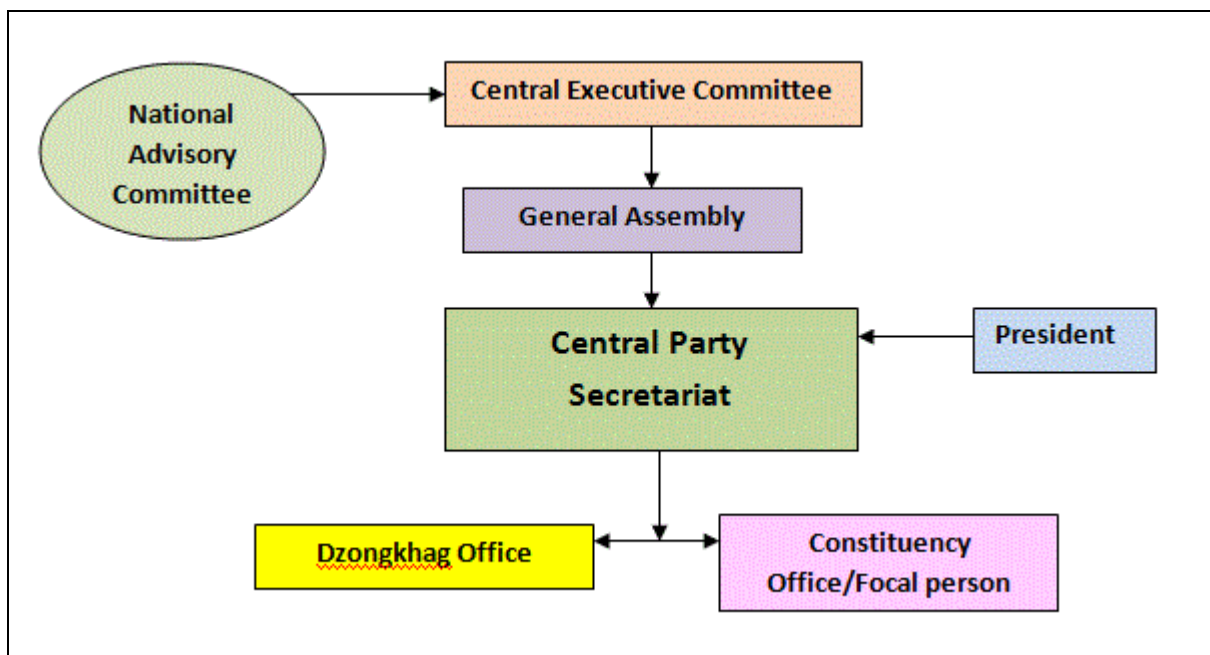 National
Advisory
Committee
Central Executive Committee
General Assembly
Central Party
Secretariat
President
Dzongkhag Office
Constituency
Office/Focal person